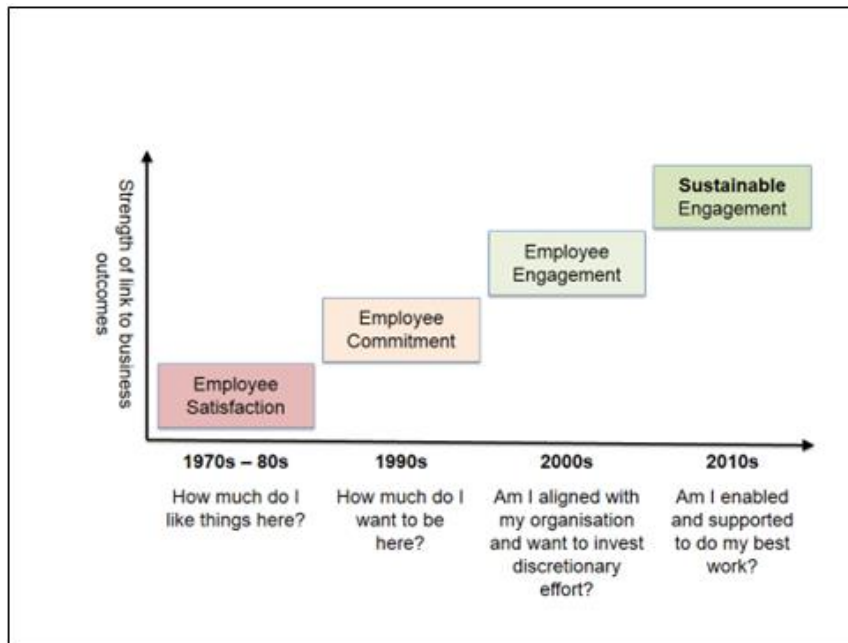 Strength of link to business
outcomes
Sustainable
Engagement
Employee
Engagement
Employee
Commitment
Employee
Satisfaction
1970s – 80s
How much do I
like things here?
1990s
How much do I
want to be
here?
2000s
Am I aligned with
my organisation
and want to invest
discretionary
effort?
2010s
Am I enabled
and supported
to do my best
work?